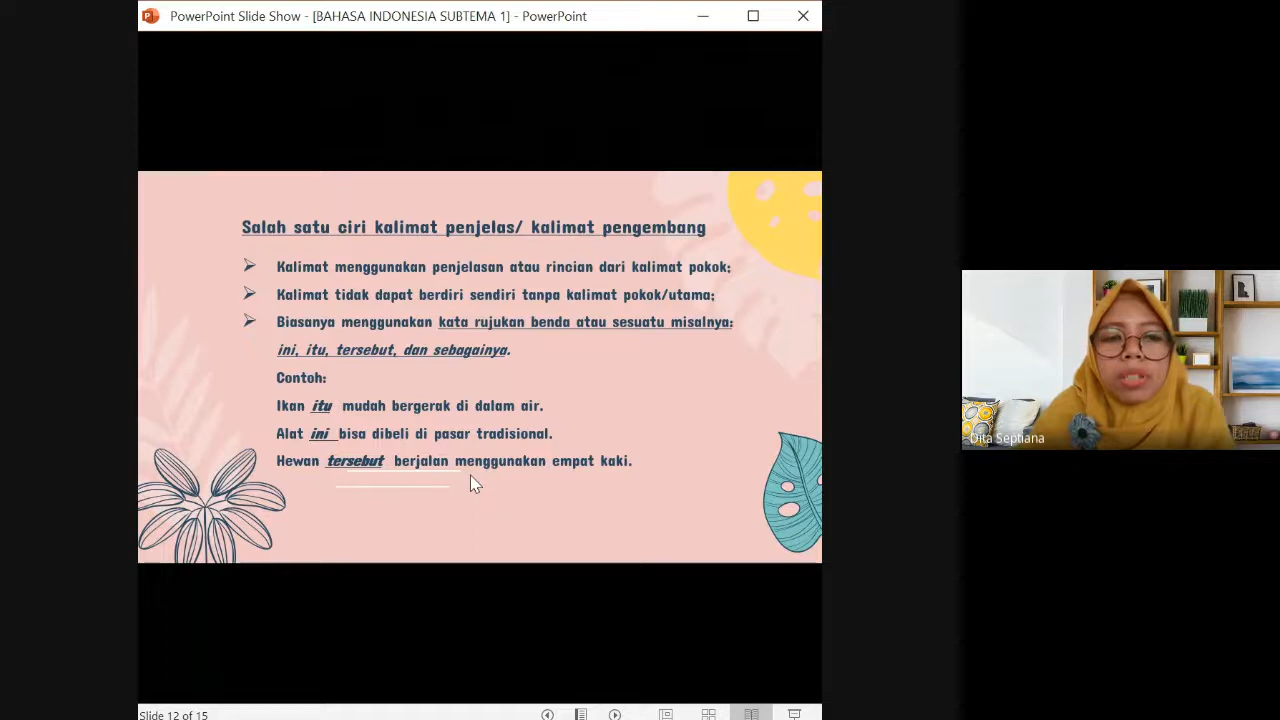 PowerPoint Slide Show - [BAHASA INDONESIA SUBTEMA 1] - PowerPoint
Salah satu ciri kalimat penjelas/ kalimat pengembang
Kalimat menggunakan penjelasan atau rincian dari kalimat pokok;
Kalimat tidak dapat berdiri sendiri tanpa kalimat pokok/utama;
Biasanya menggunakan kata rujukan benda atau sesuatu misalnya:
ini, itu, tersebut, dan sebagainya.
Contoh:
Ikan itu mudah bergerak di dalam air.
Alat ini bisa dibeli di pasar tradisional.
Hewan tersebut berjalan menggunakan empat kaki.
Dita Septiana
Slide 12 of 15